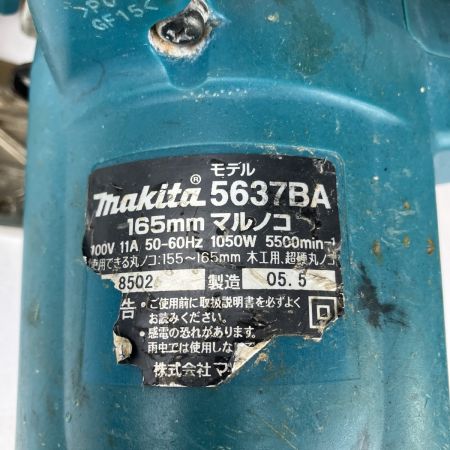 >P
GF15<
モデル
makita® 5637BA
165mm マルノコ
100V 11A 50-60Hz 1050W 5500min-1
使用できる丸ノコ:155~165mm 木工用,超硬丸ノコ
8502 製造 05.5
告・ご使用前に取扱説明書を必ずよく
お読みください。
・感電の恐れがあります。
雨中では使用しない
株式会社マ